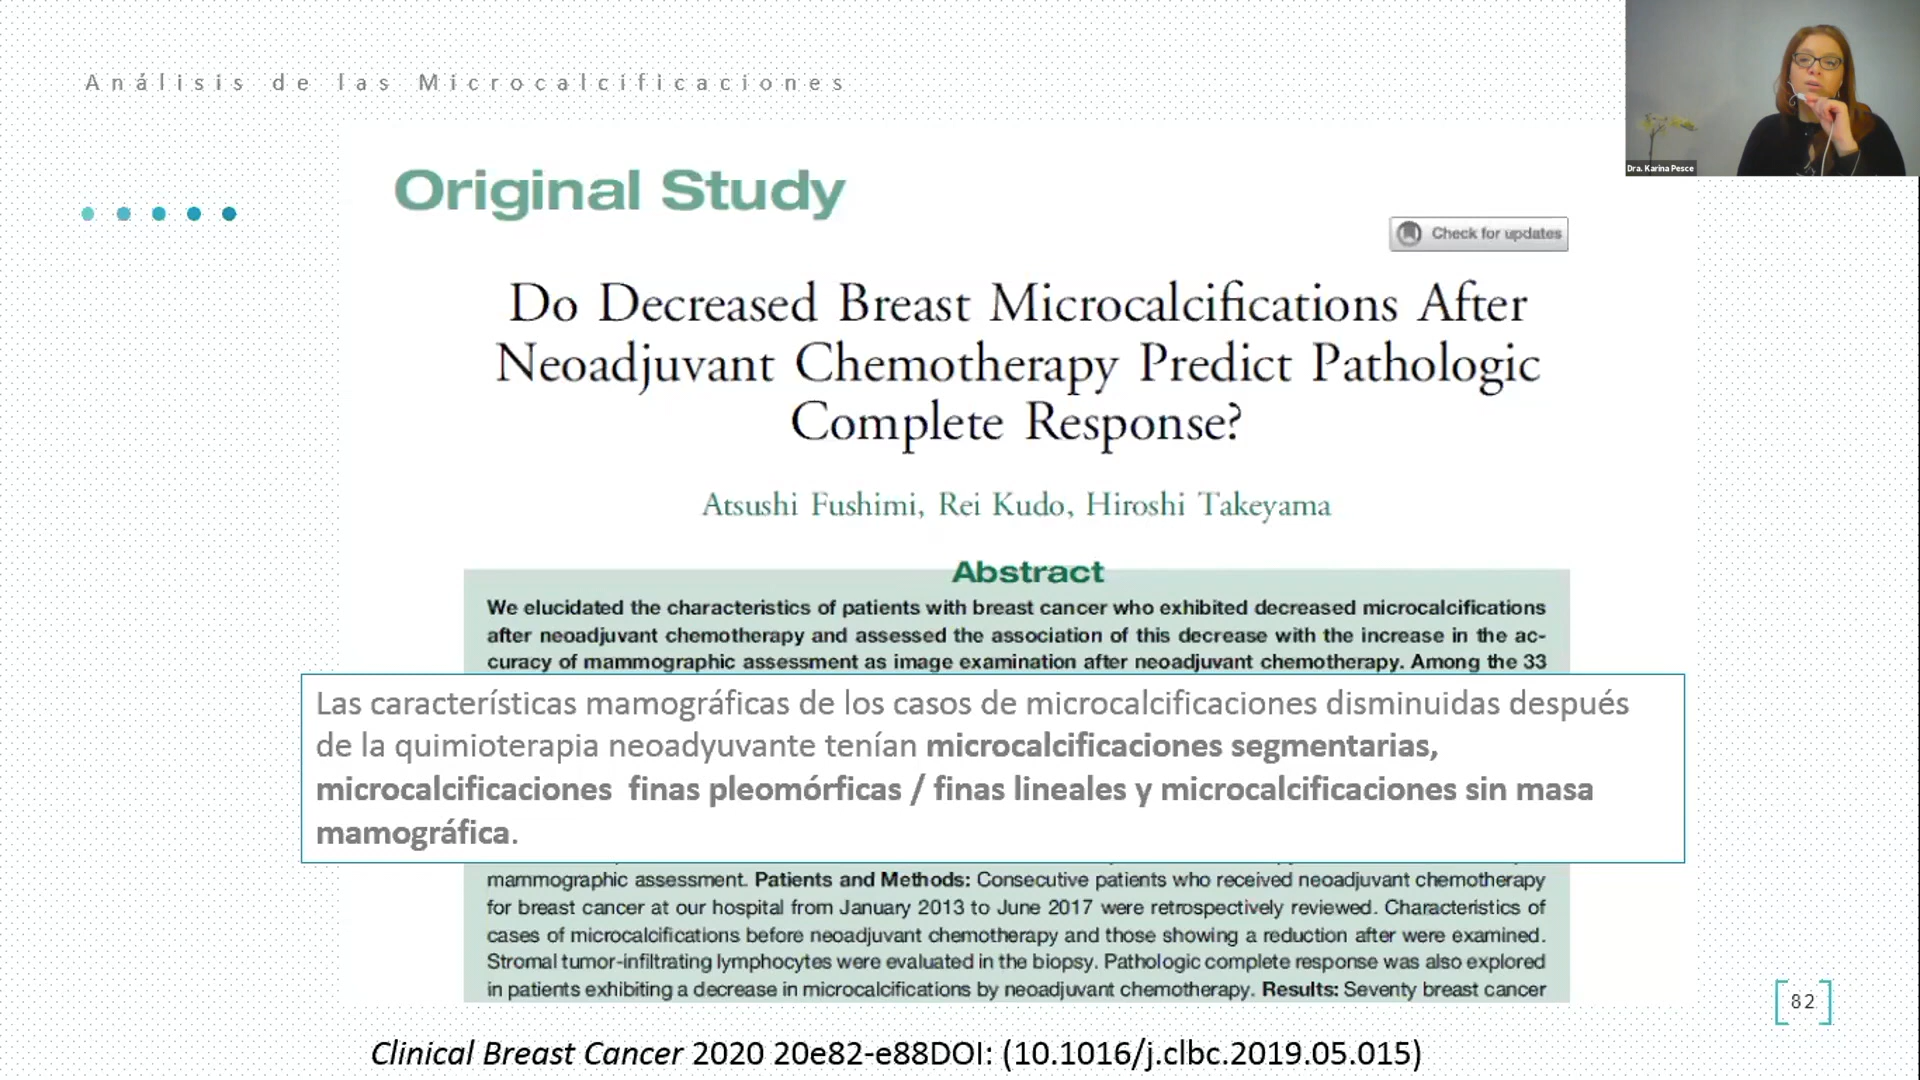 Análisis de las Microcalcificaciones
Dra. Karina Pesce
Original Study
Check for updates
Do Decreased Breast Microcalcifications After
Neoadjuvant Chemotherapy Predict Pathologic
Complete Response?
Atsushi Fushimi, Rei Kudo, Hiroshi Takeyama
Abstract
We elucidated the characteristics of patients with breast cancer who exhibited decreased microcalcifications
after neoadjuvant chemotherapy and assessed the association of this decrease with the increase in the ac-
curacy of mammographic assessment as image examination after neoadjuvant chemotherapy. Among the 33
Las características mamográficas de los casos de microcalcificaciones disminuidas después
de la quimioterapia neoadyuvante tenían microcalcificaciones segmentarias,
microcalcificaciones finas pleomórficas / finas lineales y microcalcificaciones sin masa
mamográfica.
mammographic assessment. Patients and Methods: Consecutive patients who received neoadjuvant chemotherapy
for breast cancer at our hospital from January 2013 to June 2017 were retrospectively reviewed. Characteristics of
cases of microcalcifications before neoadjuvant chemotherapy and those showing a reduction after were examined.
Stromal tumor-infiltrating lymphocytes were evaluated in the biopsy. Pathologic complete response was also explored
in patients exhibiting a decrease in microcalcifications by neoadjuvant chemotherapy. Results: Seventy breast cancer
82
Clinical Breast Cancer 2020 20e82-e88DOI: (10.1016/j.clbc.2019.05.015)